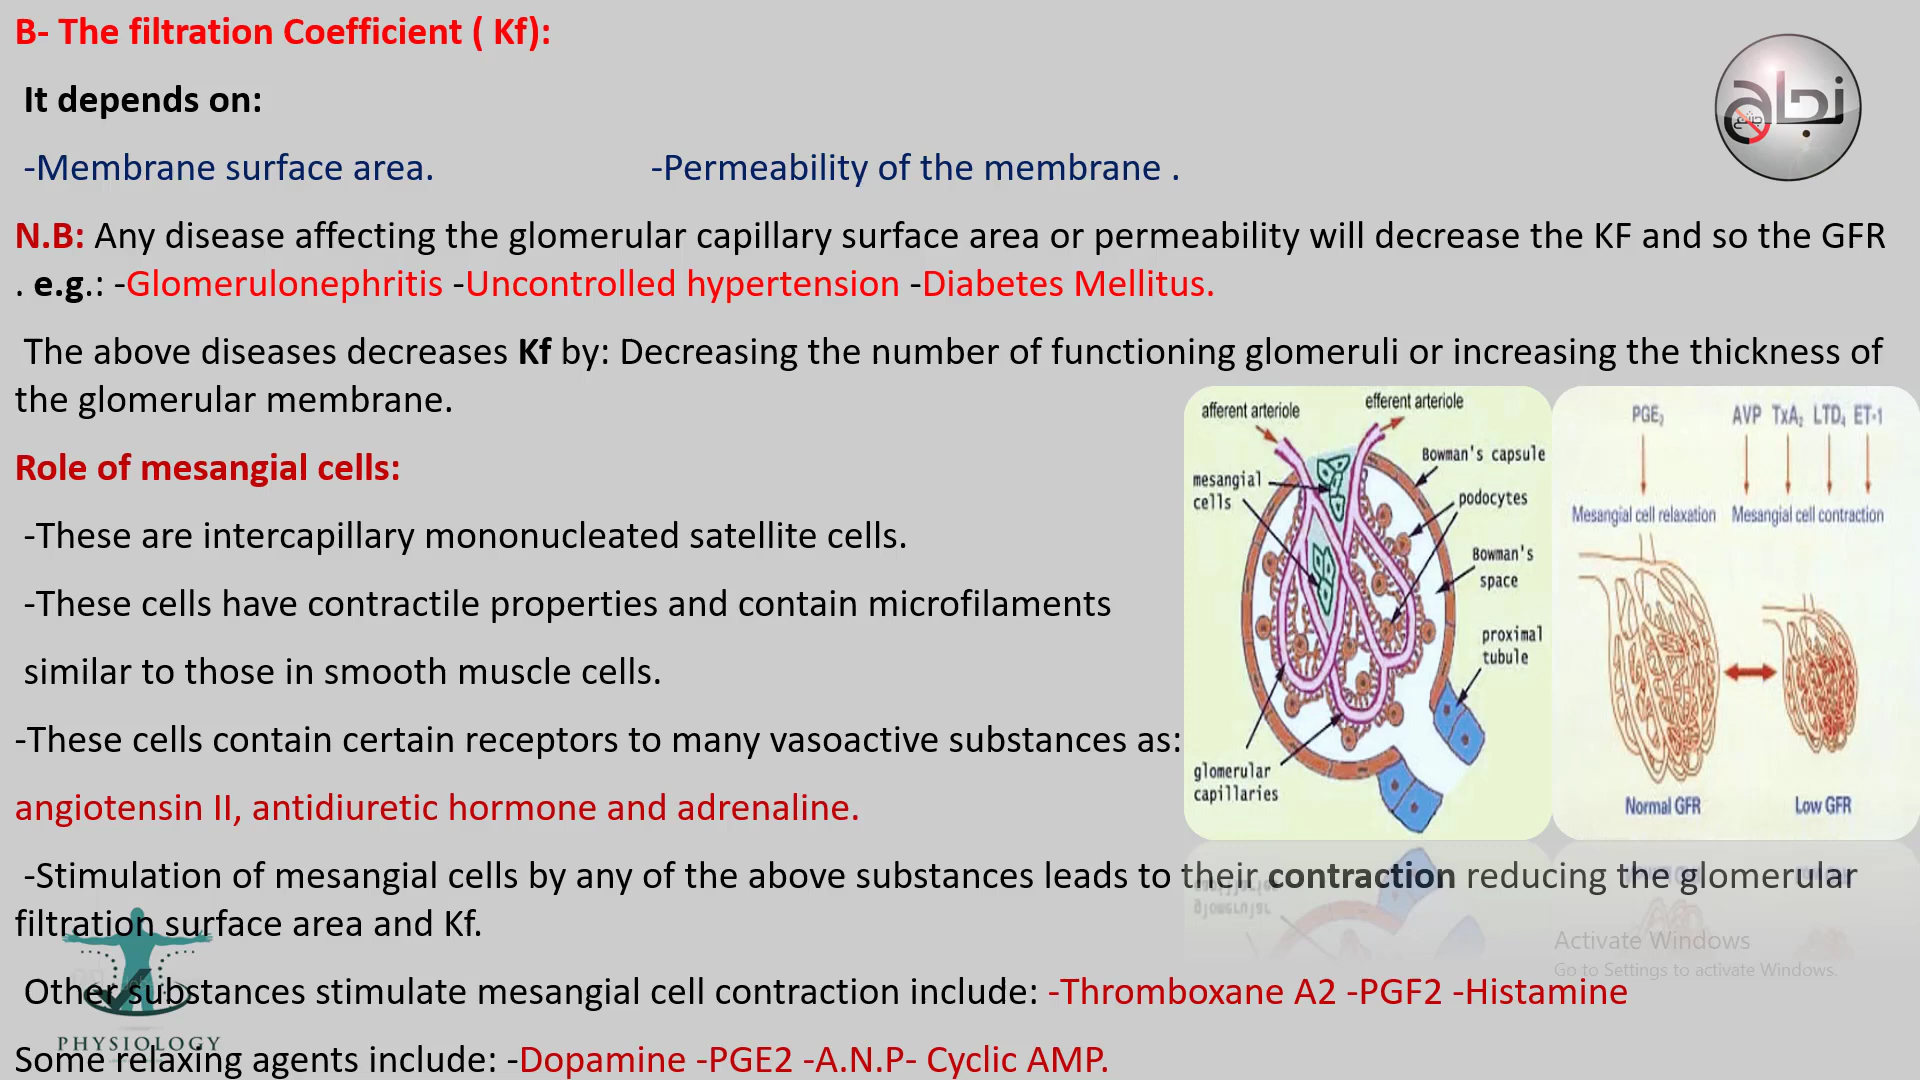 B- The filtration Coefficient ( Kf):
It depends on:
-Membrane surface area. -Permeability of the membrane .
N.B: Any disease affecting the glomerular capillary surface area or permeability will decrease the KF and so the GFR
. e.g.: -Glomerulonephritis -Uncontrolled hypertension -Diabetes Mellitus.
The above diseases decreases Kf by: Decreasing the number of functioning glomeruli or increasing the thickness of
the glomerular membrane.
Role of mesangial cells:
-These are intercapillary mononucleated satellite cells.
-These cells have contractile properties and contain microfilaments
similar to those in smooth muscle cells.
-These cells contain certain receptors to many vasoactive substances as:
angiotensin II, antidiuretic hormone and adrenaline.
-Stimulation of mesangial cells by any of the above substances leads to their contraction reducing the glomerular
filtration surface area and Kf.
Other substances stimulate mesangial cell contraction include: -Thromboxane A2 -PGF2 -Histamine
Some relaxing agents include: -Dopamine -PGE2 -A.N.P- Cyclic AMP.
afferent arteriole
efferent arteriole
Bowman's capsule
mesangial
cells
podocytes
Bowman's
space
proximal
tubule
glomerular
capillaries
PGE2
AVP TxA2 LTD4 ET-1
Mesangial cell relaxation
Mesangial cell contraction
Normal GFR
Low GFR
Activate Windows
Go to Settings to activate Windows.
PHYSIOLOGY